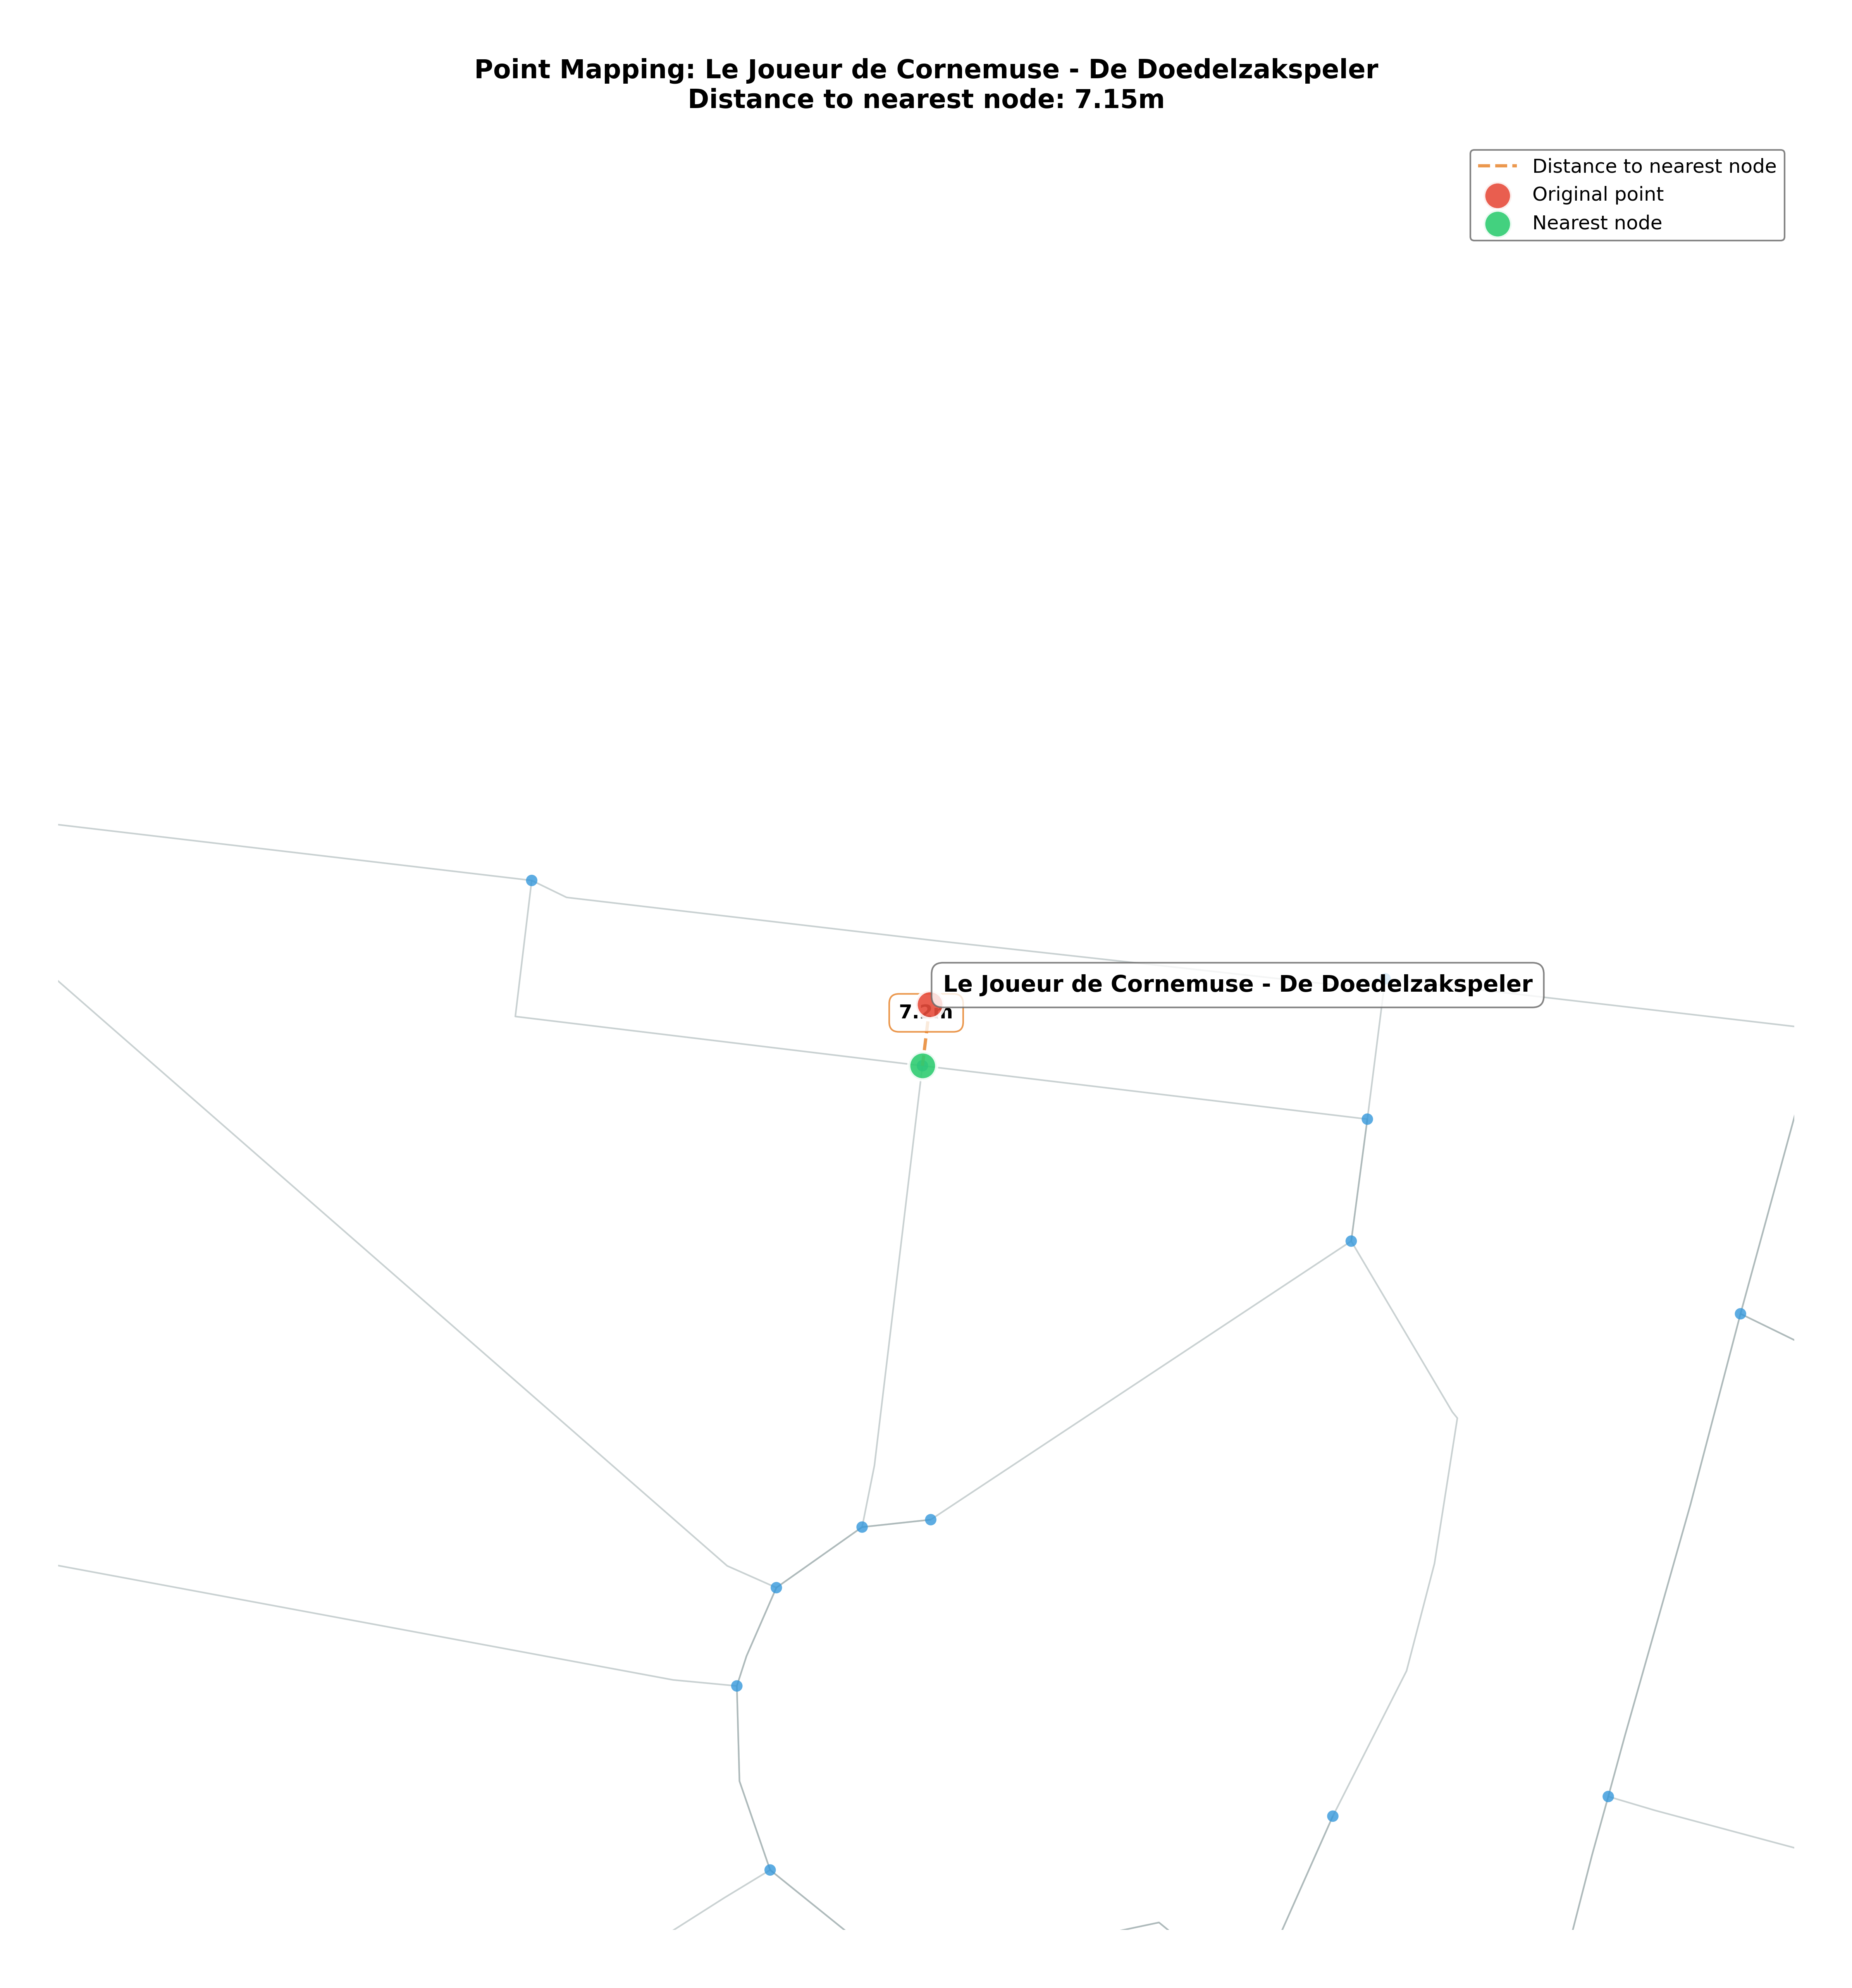 Point Mapping: Le Joueur de Cornemuse - De Doedelzakspeler
Distance to nearest node: 7.15m
Distance to nearest node
Original point
Nearest node
Le Joueur de Cornemuse - De Doedelzakspeler
7.2m